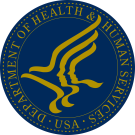 DEPARTMENT OF HEALTH & HUMAN SERVICES
· USA ·